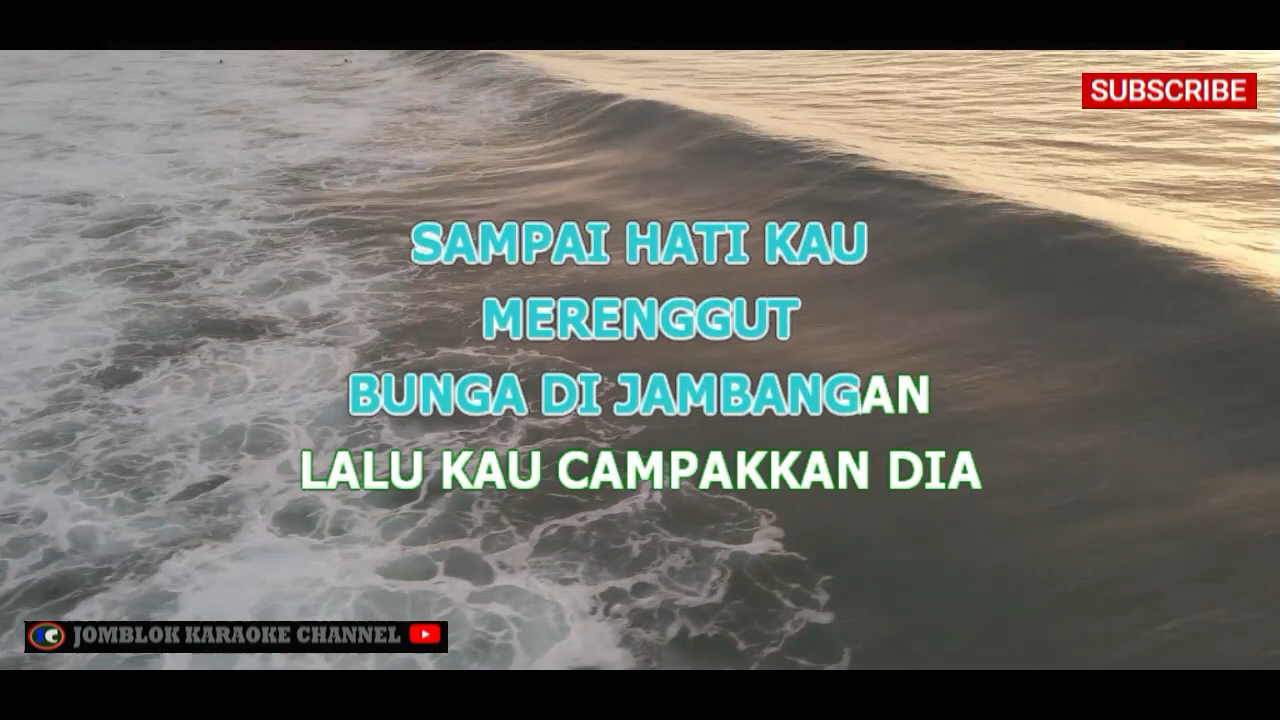 SUBSCRIBE
SAMPAI HATI KAU
MERENGGUT
BUNGA DI JAMBANGAN
LALU KAU CAMPAKKAN DIA
JOMBLOK KARAOKE CHANNEL